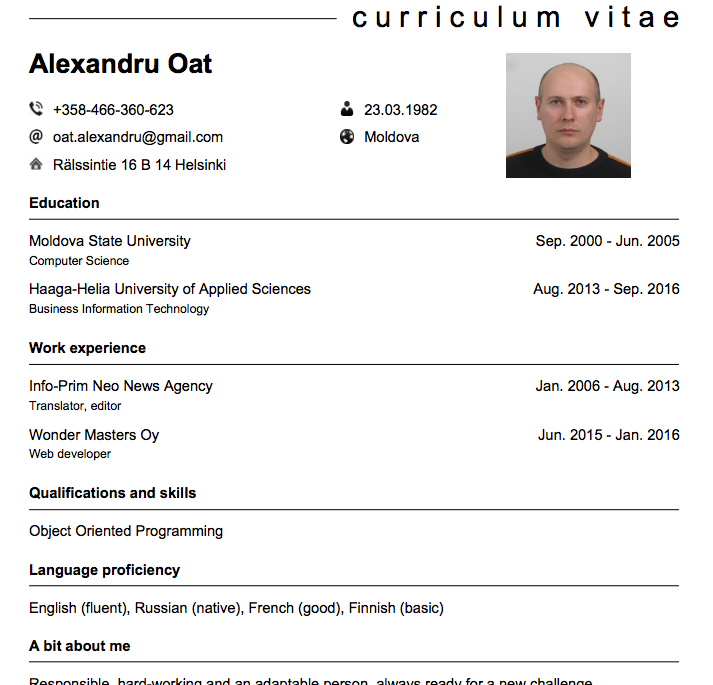 curriculum vitae
Alexandru Oat
+358-466-360-623 23.03.1982
oat.alexandru@gmail.com Moldova
Rälssintie 16 B 14 Helsinki
Education
Moldova State University Sep. 2000 - Jun. 2005
Computer Science
Haaga-Helia University of Applied Sciences Aug. 2013 - Sep. 2016
Business Information Technology
Work experience
Info-Prim Neo News Agency Jan. 2006 - Aug. 2013
Translator, editor
Wonder Masters Oy Jun. 2015 - Jan. 2016
Web developer
Qualifications and skills
Object Oriented Programming
Language proficiency
English (fluent), Russian (native), French (good), Finnish (basic)
A bit about me
Responsible, hard-working and an adaptable person, always ready for a new challenge